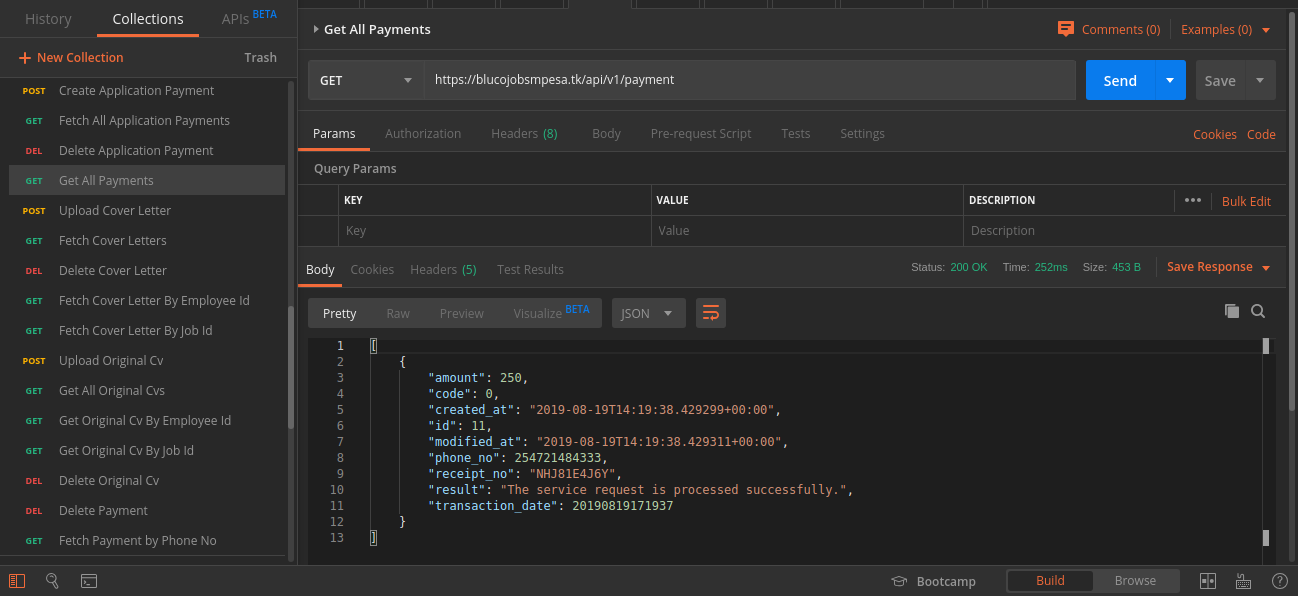 History Collections APIs BETA
+ New Collection Trash
POST Create Application Payment
GET Fetch All Application Payments
DEL Delete Application Payment
GET Get All Payments
POST Upload Cover Letter
GET Fetch Cover Letters
DEL Delete Cover Letter
GET Fetch Cover Letter By Employee Id
GET Fetch Cover Letter By Job Id
POST Upload Original Cv
GET Get All Original Cvs
GET Get Original Cv By Employee Id
GET Get Original Cv By Job Id
DEL Delete Original Cv
DEL Delete Payment
GET Fetch Payment by Phone No
Get All Payments Comments (0) Examples (0)
GET https://blucojobsmpesa.tk/api/v1/payment Send Save
Params Authorization Headers (8) Body Pre-request Script Tests Settings Cookies Code
Query Params
KEY VALUE DESCRIPTION ••• Bulk Edit
Key Value Description
Body Cookies Headers (5) Test Results Status: 200 OK Time: 252ms Size: 453 B Save Response
Pretty Raw Preview Visualize BETA JSON
1 [
2 {
3 "amount": 250,
4 "code": 0,
5 "created_at": "2019-08-19T14:19:38.429299+00:00",
6 "id": 11,
7 "modified_at": "2019-08-19T14:19:38.429311+00:00",
8 "phone_no": 254721484333,
9 "receipt_no": "NHJ81E4J6Y",
10 "result": "The service request is processed successfully.",
11 "transaction_date": 20190819171937
12 }
13 ]
Bootcamp Build Browse ?